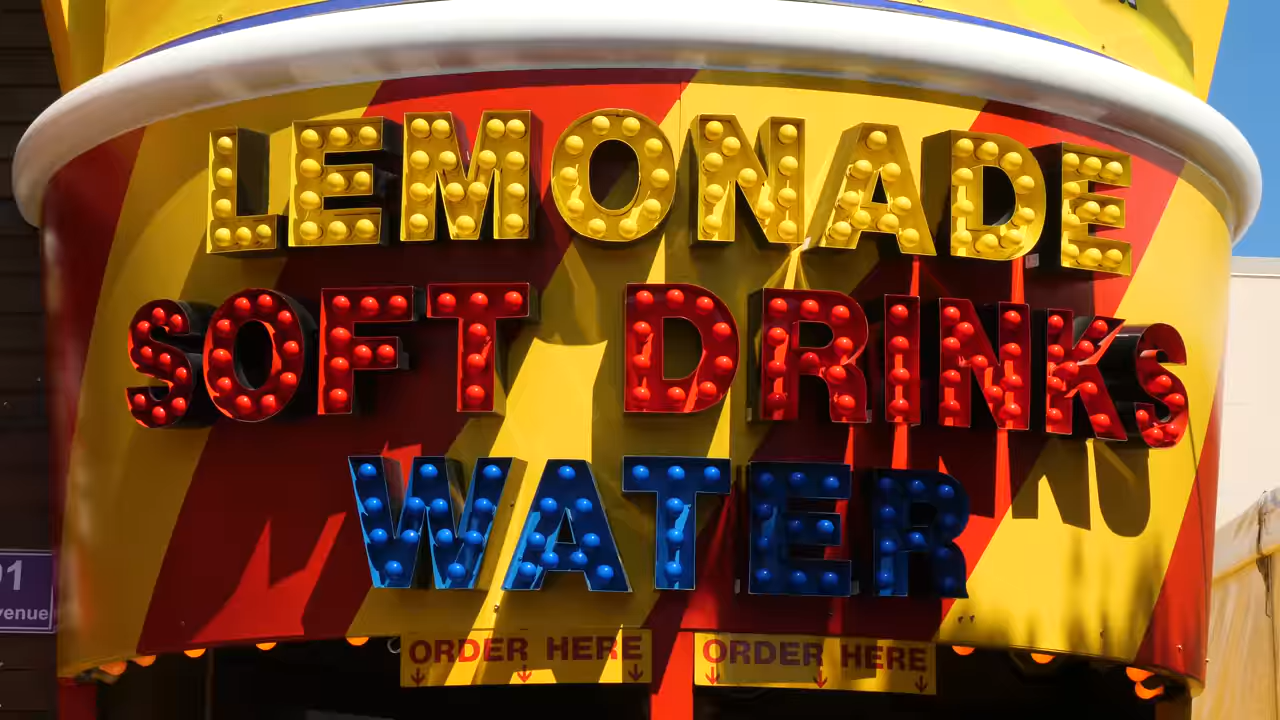 LEMONADE
SOFT DRINKS
WATER
ORDER HERE
ORDER HERE